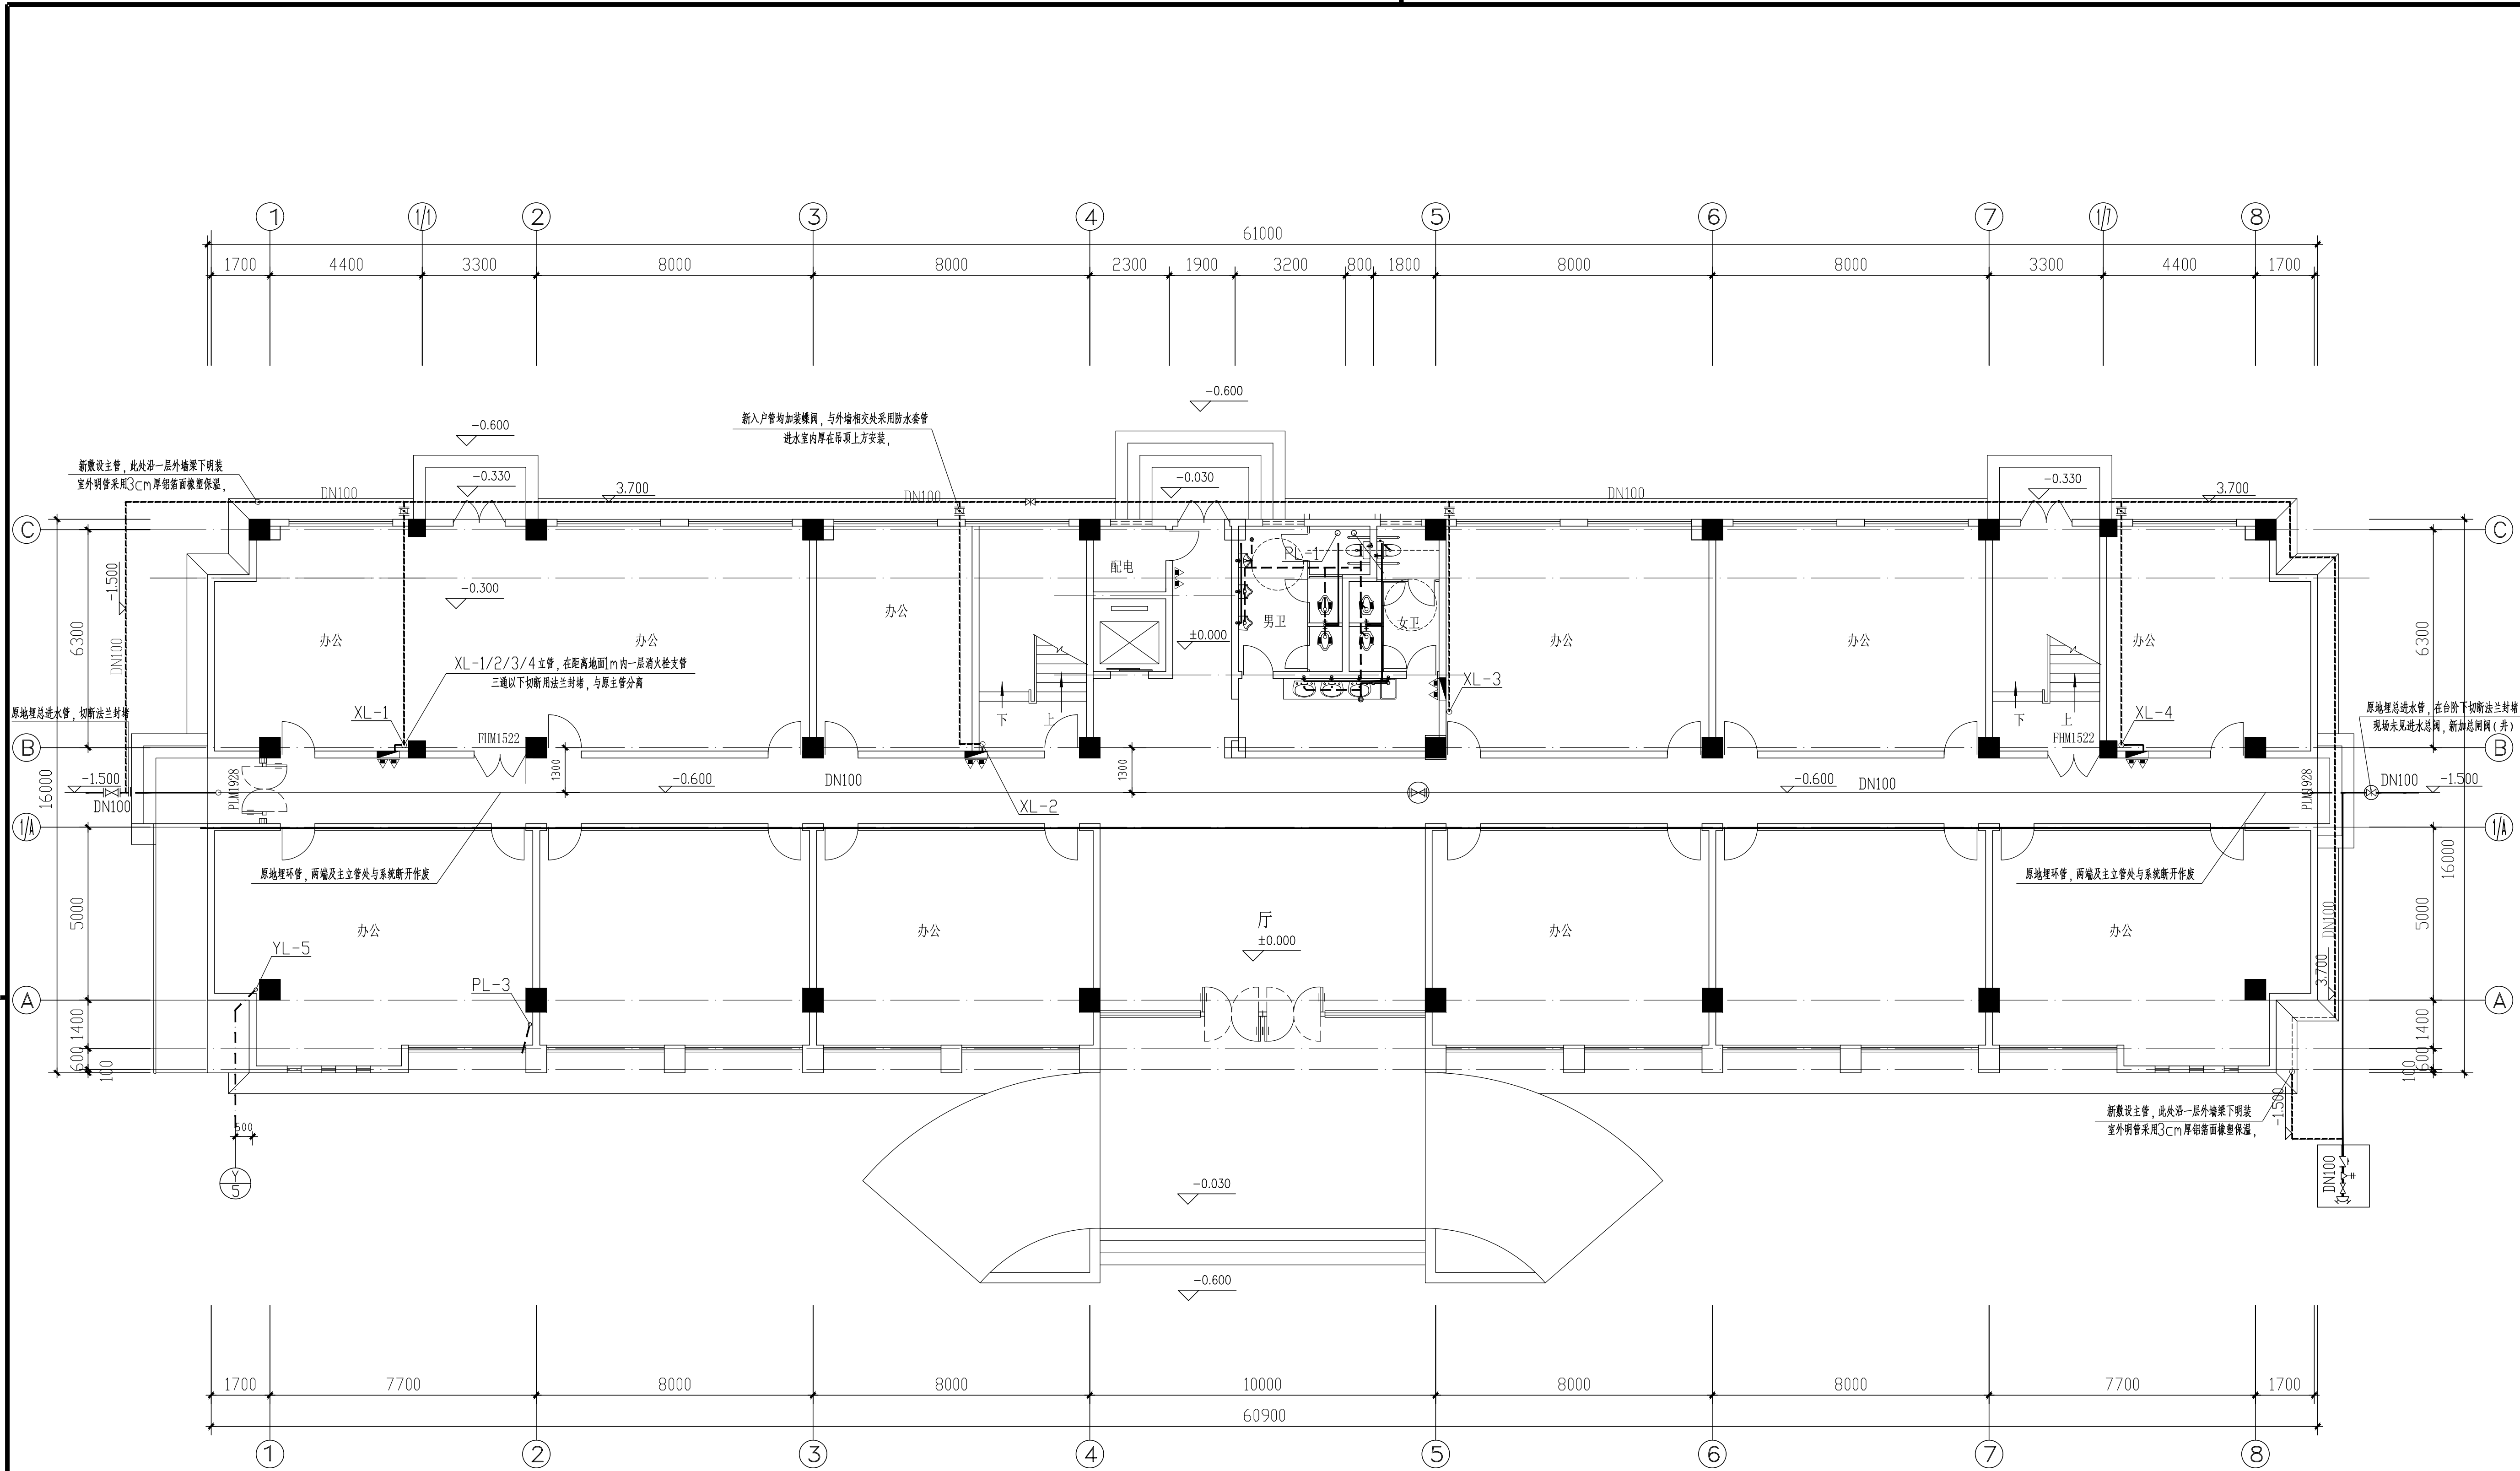 1 1/1 2 3 4 5 6 7 1/7 8
61000
1700 4400 3300 8000 8000 2300 1900 3200 800 1800 8000 8000 3300 4400 1700
-0.600
新入户管均加装蝶阀，与外墙相交处采用防水套管
进水室内厚在吊顶上方安装，
-0.600
新敷设主管，此处沿一层外墙梁下明装
室外明管采用3cm厚铝箔面橡塑保温，
-0.330
3.700
-0.030
-0.330
3.700
DN100
DN100
DN100
C
C
PL-1
配电
-1.500
-0.300
办公
DN100
6300
6300
办公
办公
男卫
女卫
±0.000
办公
办公
办公
XL-1/2/3/4立管，在距离地面1m内一层消火栓支管
三通以下切断用法兰封堵，与原主管分离
XL-3
原地埋总进水管，切断法兰封堵
XL-1
下 上
下 上
XL-4
原地埋总进水管，在台阶下切断法兰封堵
现场未见进水总阀，新加总闸阀(井)
FHM1522
FHM1522
B
B
1300
1300
PLM1928
PLM1928
-1.500
-0.600
DN100
-0.600
DN100
DN100
-1.500
DN100
16000
XL-2
1/A
1/A
16000
原地埋环管，两端及主立管处与系统断开作废
原地埋环管，两端及主立管处与系统断开作废
5000
5000
DN100
厅
办公
办公
办公
办公
±0.000
YL-5
3.700
PL-3
A
A
1400
1400
600
600
100
100
新敷设主管，此处沿一层外墙梁下明装
室外明管采用3cm厚铝箔面橡塑保温，
-1.500
500
DN100
Y
5
-0.030
-0.600
1700 7700 8000 8000 10000 8000 8000 7700 1700
60900
1 2 3 4 5 6 7 8